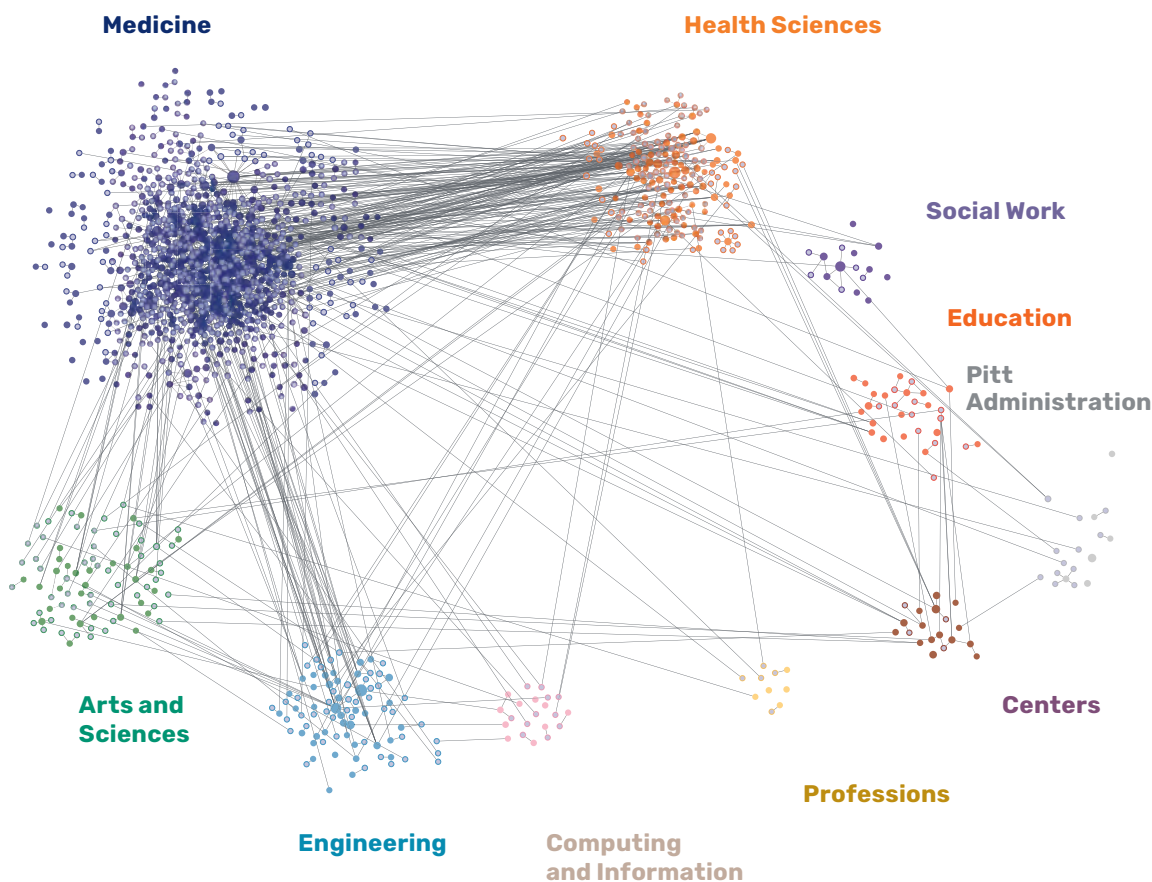 Medicine
Health Sciences
Social Work
Education
Pitt
Administration
Arts and
Sciences
Centers
Professions
Engineering
Computing
and Information